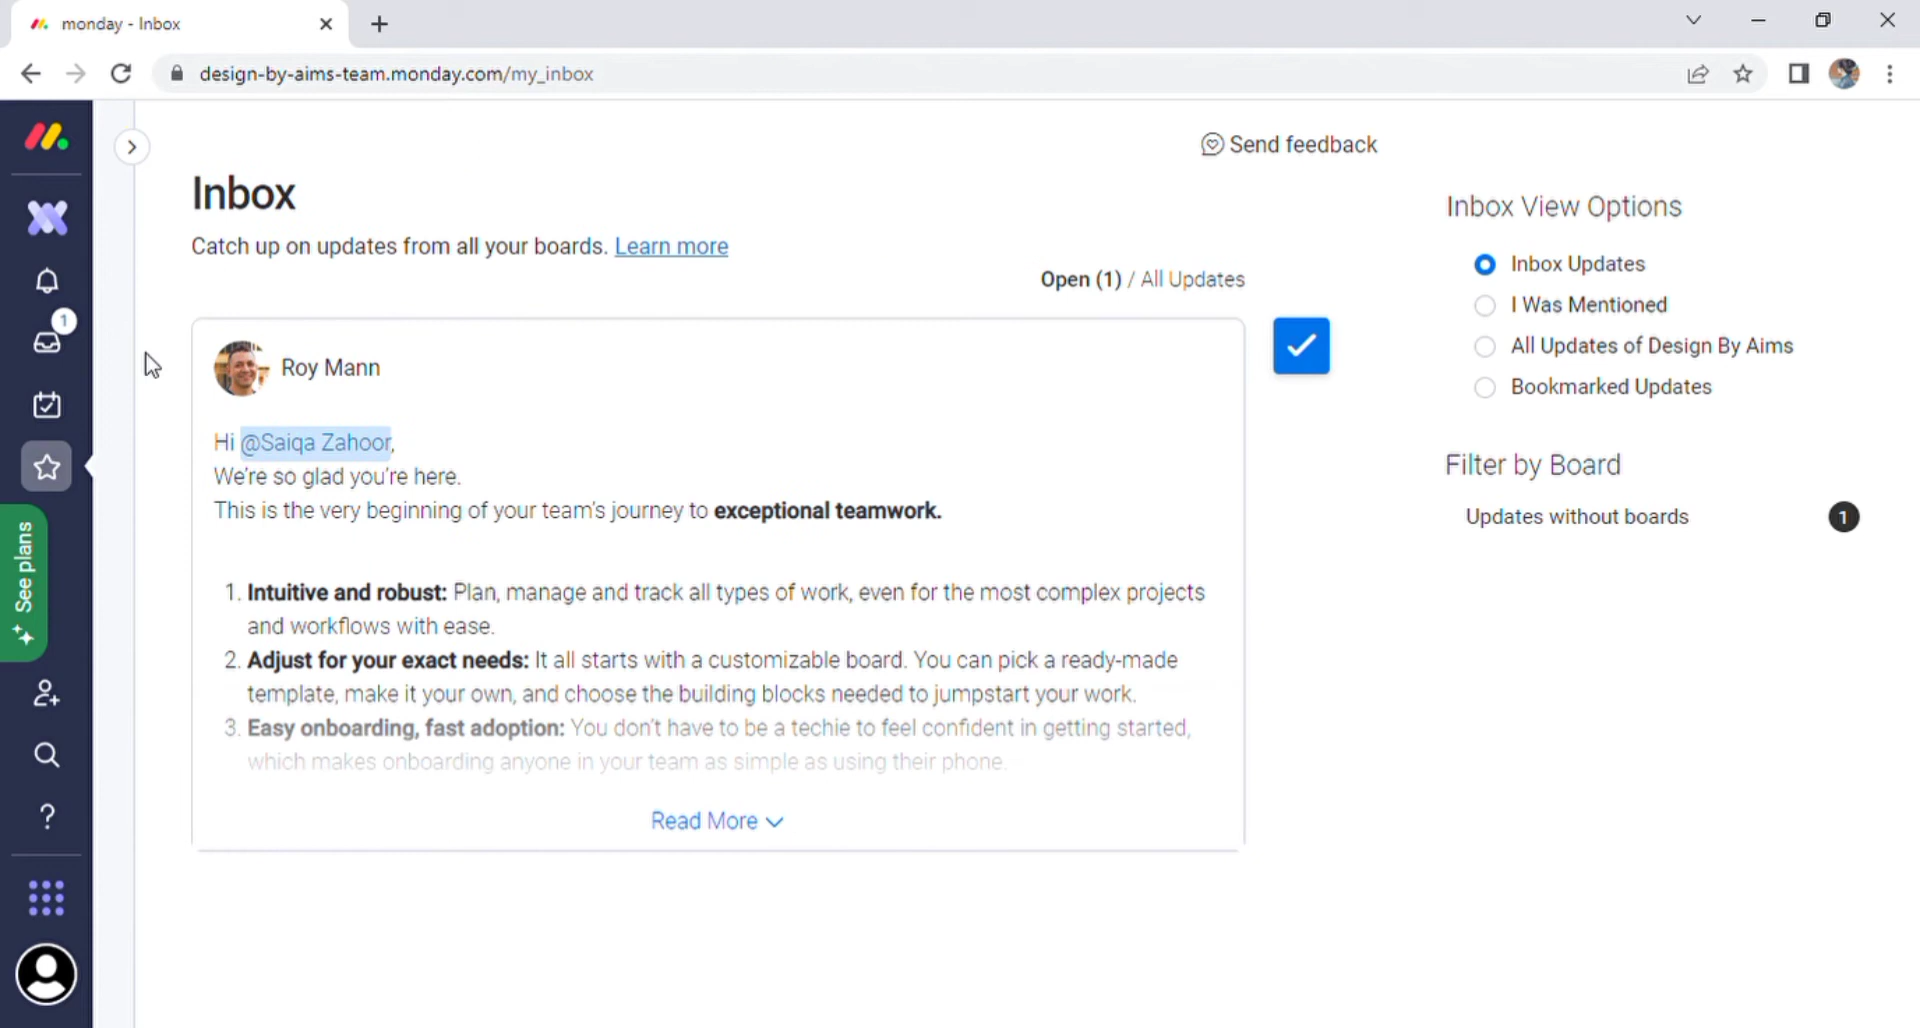 monday - Inbox
design-by-aims-team.monday.com/my_inbox
Send feedback
Inbox
Catch up on updates from all your boards. Learn more
Open (1) / All Updates
1
Roy Mann
Hi @Saiqa Zahoor,
We're so glad you're here.
This is the very beginning of your team's journey to exceptional teamwork.
1. Intuitive and robust: Plan, manage and track all types of work, even for the most complex projects
and workflows with ease.
2. Adjust for your exact needs: It all starts with a customizable board. You can pick a ready-made
template, make it your own, and choose the building blocks needed to jumpstart your work.
3. Easy onboarding, fast adoption: You don't have to be a techie to feel confident in getting started,
which makes onboarding anyone in your team as simple as using their phone.
Read More
See plans
?
Inbox View Options
Inbox Updates
I Was Mentioned
All Updates of Design By Aims
Bookmarked Updates
Filter by Board
Updates without boards 1